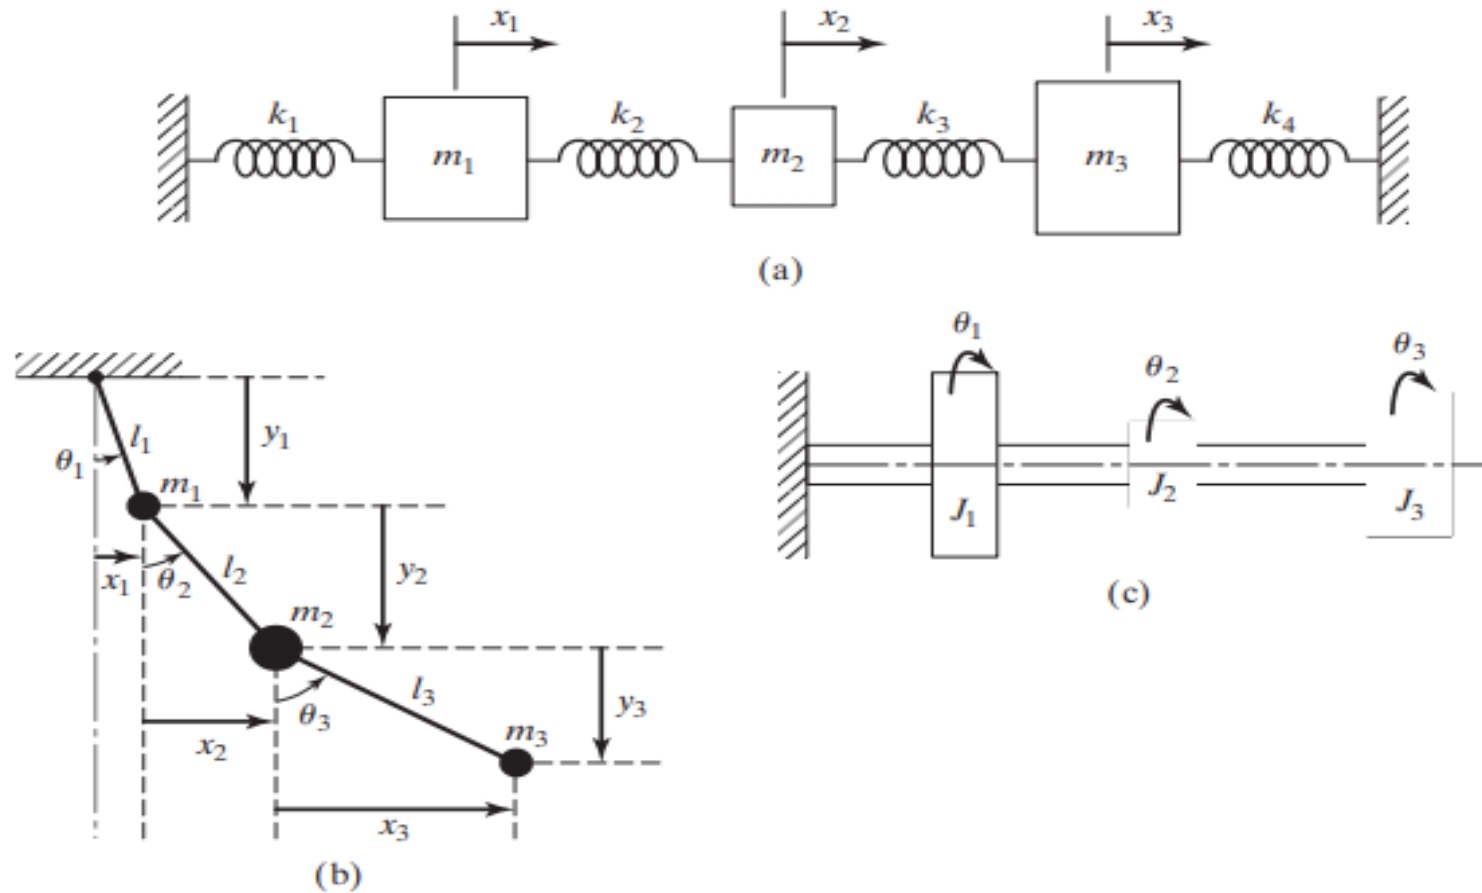 x₁ x₂ x₃
k₁ k₂ k₃ k₄
m₁ m₂ m₃
(a)
θ₁ l₁ y₁
m₁
x₁ θ₂ l₂ y₂
m₂
θ₃ l₃ y₃
x₂ m₃
x₃
(b)
θ₁ θ₂ θ₃
J₁ J₂ J₃
(c)